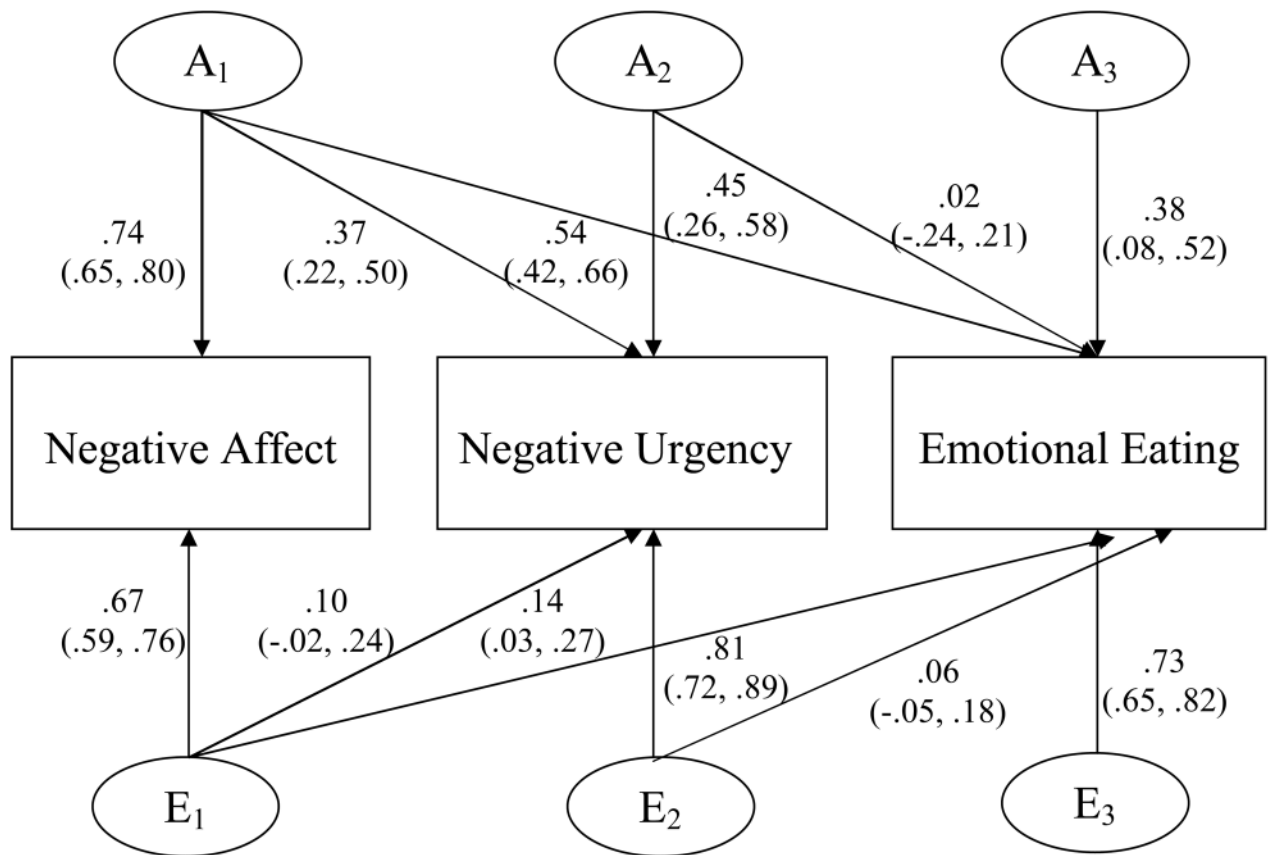 A₁
A₂
A₃
.74
(.65, .80)
.37
(.22, .50)
.54
(.42, .66)
.45
(.26, .58)
.02
(-.24, .21)
.38
(.08, .52)
Negative Affect
Negative Urgency
Emotional Eating
.67
(.59, .76)
.10
(-.02, .24)
.14
(.03, .27)
.81
(.72, .89)
.06
(-.05, .18)
.73
(.65, .82)
E₁
E₂
E₃